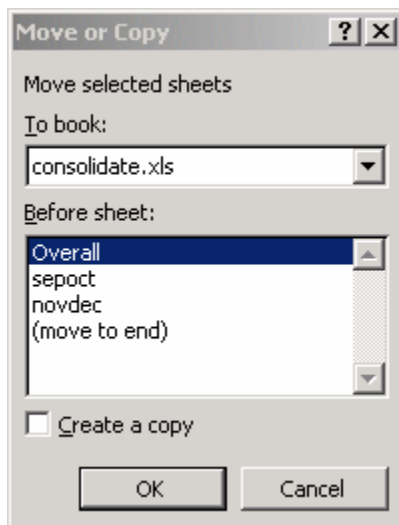 Move or Copy
Move selected sheets
To book:
consolidate.xls
Before sheet:
Overall
sepoct
novdec
(move to end)
Create a copy
OK Cancel